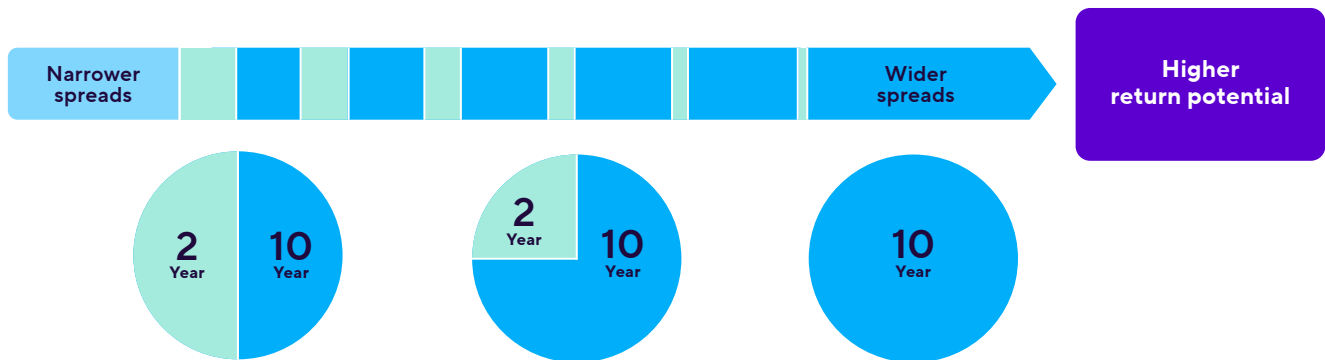 Narrower
spreads
Wider
spreads
Higher
return potential
2
Year
10
Year
2
Year
10
Year
10
Year